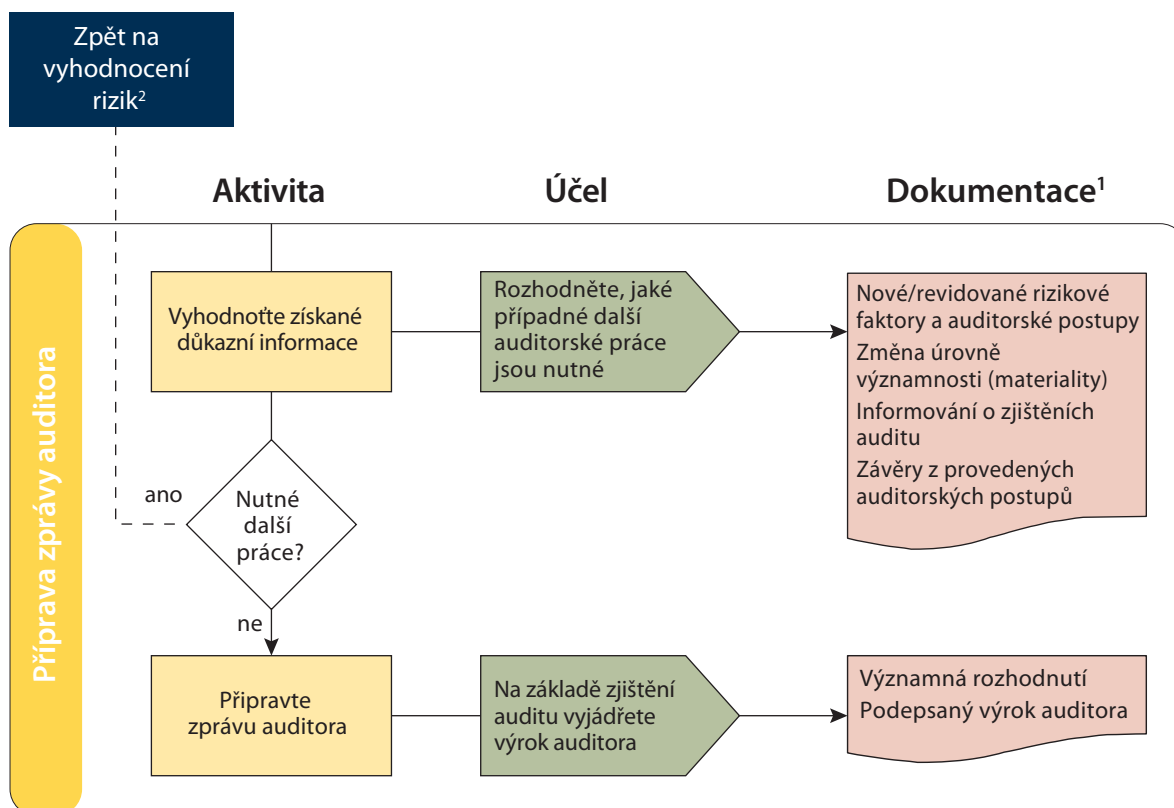 Zpět na
vyhodnocení
rizik²
Aktivita
Účel
Dokumentace¹
Příprava zprávy auditora
Vyhodnoťte získané
důkazní informace
Rozhodněte, jaké
případné další
auditorské práce
jsou nutné
Nové/revidované rizikové
faktory a auditorské postupy
Změna úrovně
významnosti (materiality)
Informování o zjištěních
auditu
Závěry z provedených
auditorských postupů
ano
Nutné
další
práce?
ne
Připravte
zprávu auditora
Na základě zjištění
auditu vyjádřete
výrok auditora
Významná rozhodnutí
Podepsaný výrok auditora